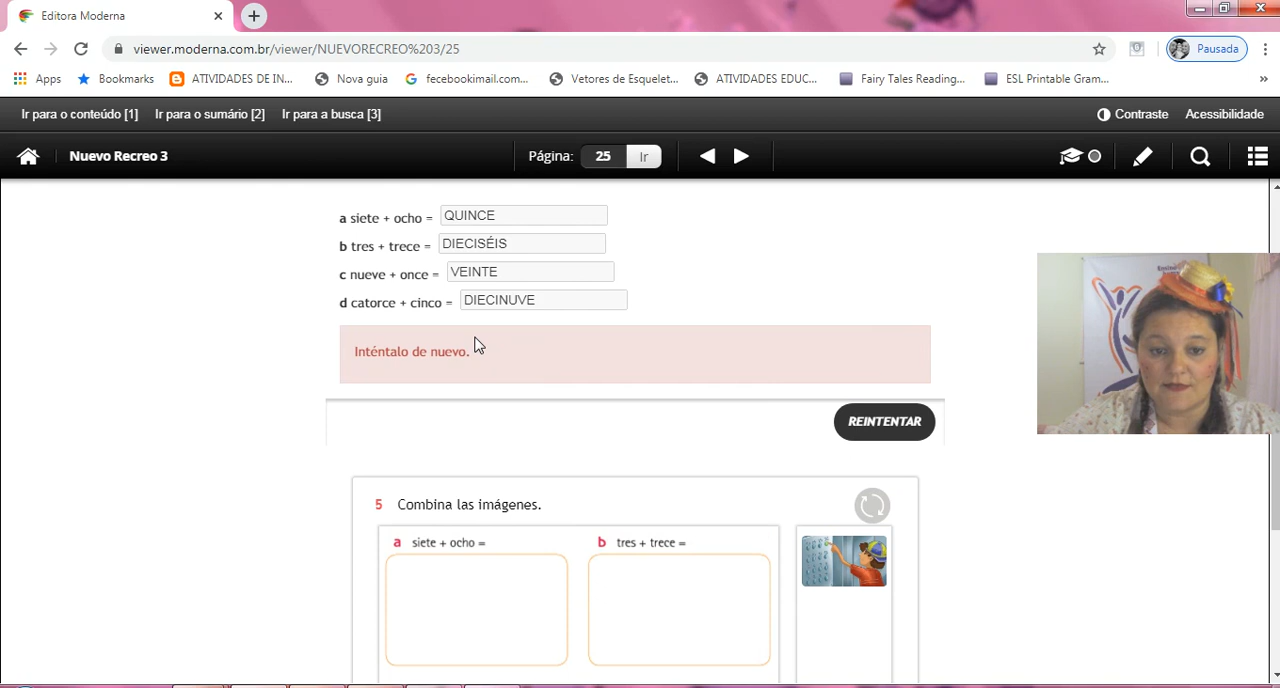 Editora Moderna
viewer.moderna.com.br/viewer/NUEVORECREO%203/25
Pausada
Apps Bookmarks ATIVIDADES DE IN... Nova guia fecebookimail.com... Vetores de Esquelet... ATIVIDADES EDUC... Fairy Tales Reading... ESL Printable Gram... »
Ir para o conteúdo [1] Ir para o sumário [2] Ir para a busca [3] Contraste Acessibilidade
Nuevo Recreo 3 Página: 25 Ir
a siete + ocho = QUINCE
b tres + trece = DIECISÉIS
c nueve + once = VEINTE
d catorce + cinco = DIECINUVE
Inténtalo de nuevo.
REINTENTAR
5 Combina las imágenes.
a siete + ocho = b tres + trece =